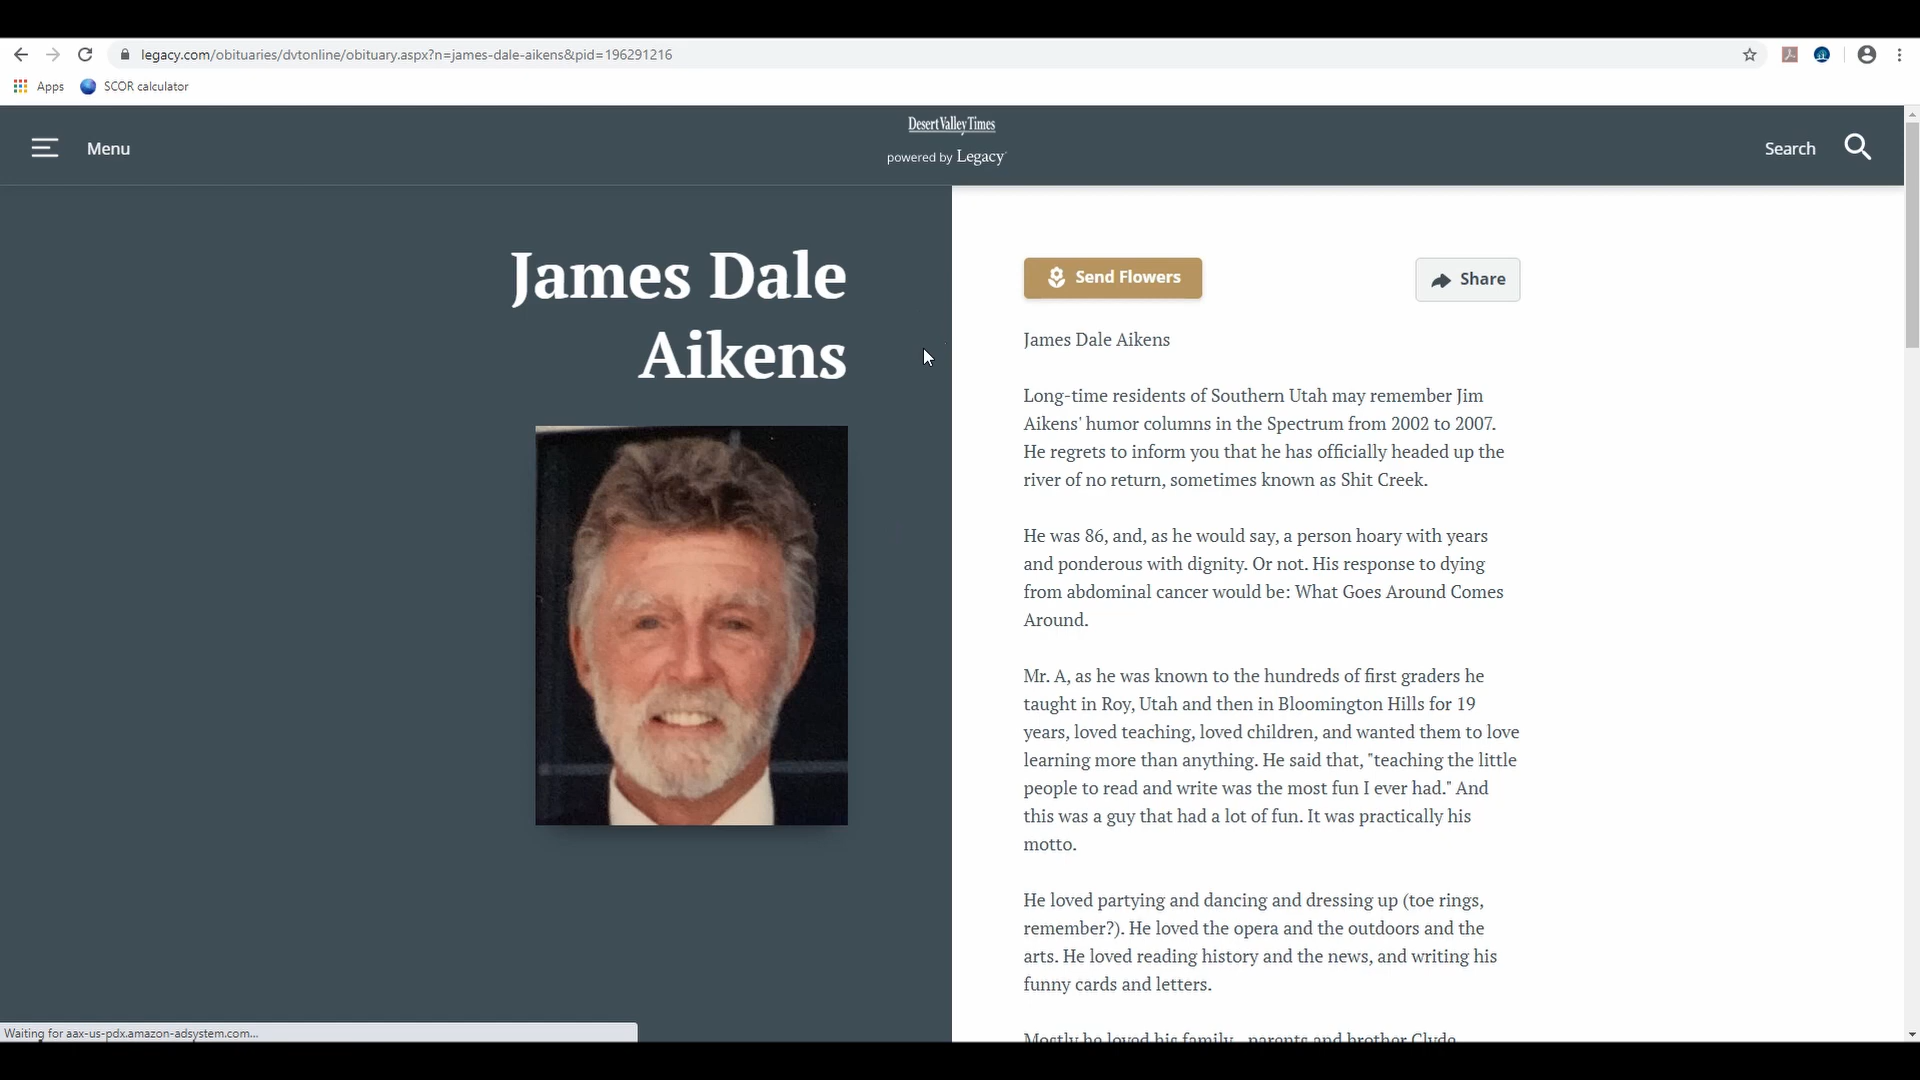 legacy.com/obituaries/dvtonline/obituary.aspx?n=james-dale-aikens&pid=196291216
Apps
SCOR calculator
Menu
Desert Valley Times
powered by Legacy
Search
James Dale
Aikens
Send Flowers
Share
James Dale Aikens
Long-time residents of Southern Utah may remember Jim
Aikens' humor columns in the Spectrum from 2002 to 2007.
He regrets to inform you that he has officially headed up the
river of no return, sometimes known as Shit Creek.
He was 86, and, as he would say, a person hoary with years
and ponderous with dignity. Or not. His response to dying
from abdominal cancer would be: What Goes Around Comes
Around.
Mr. A, as he was known to the hundreds of first graders he
taught in Roy, Utah and then in Bloomington Hills for 19
years, loved teaching, loved children, and wanted them to love
learning more than anything. He said that, "teaching the little
people to read and write was the most fun I ever had." And
this was a guy that had a lot of fun. It was practically his
motto.
He loved partying and dancing and dressing up (toe rings,
remember?). He loved the opera and the outdoors and the
arts. He loved reading history and the news, and writing his
funny cards and letters.
Mostly he loved his family - parents and brother Clyde
Waiting for aax-us-pdx.amazon-adsystem.com...